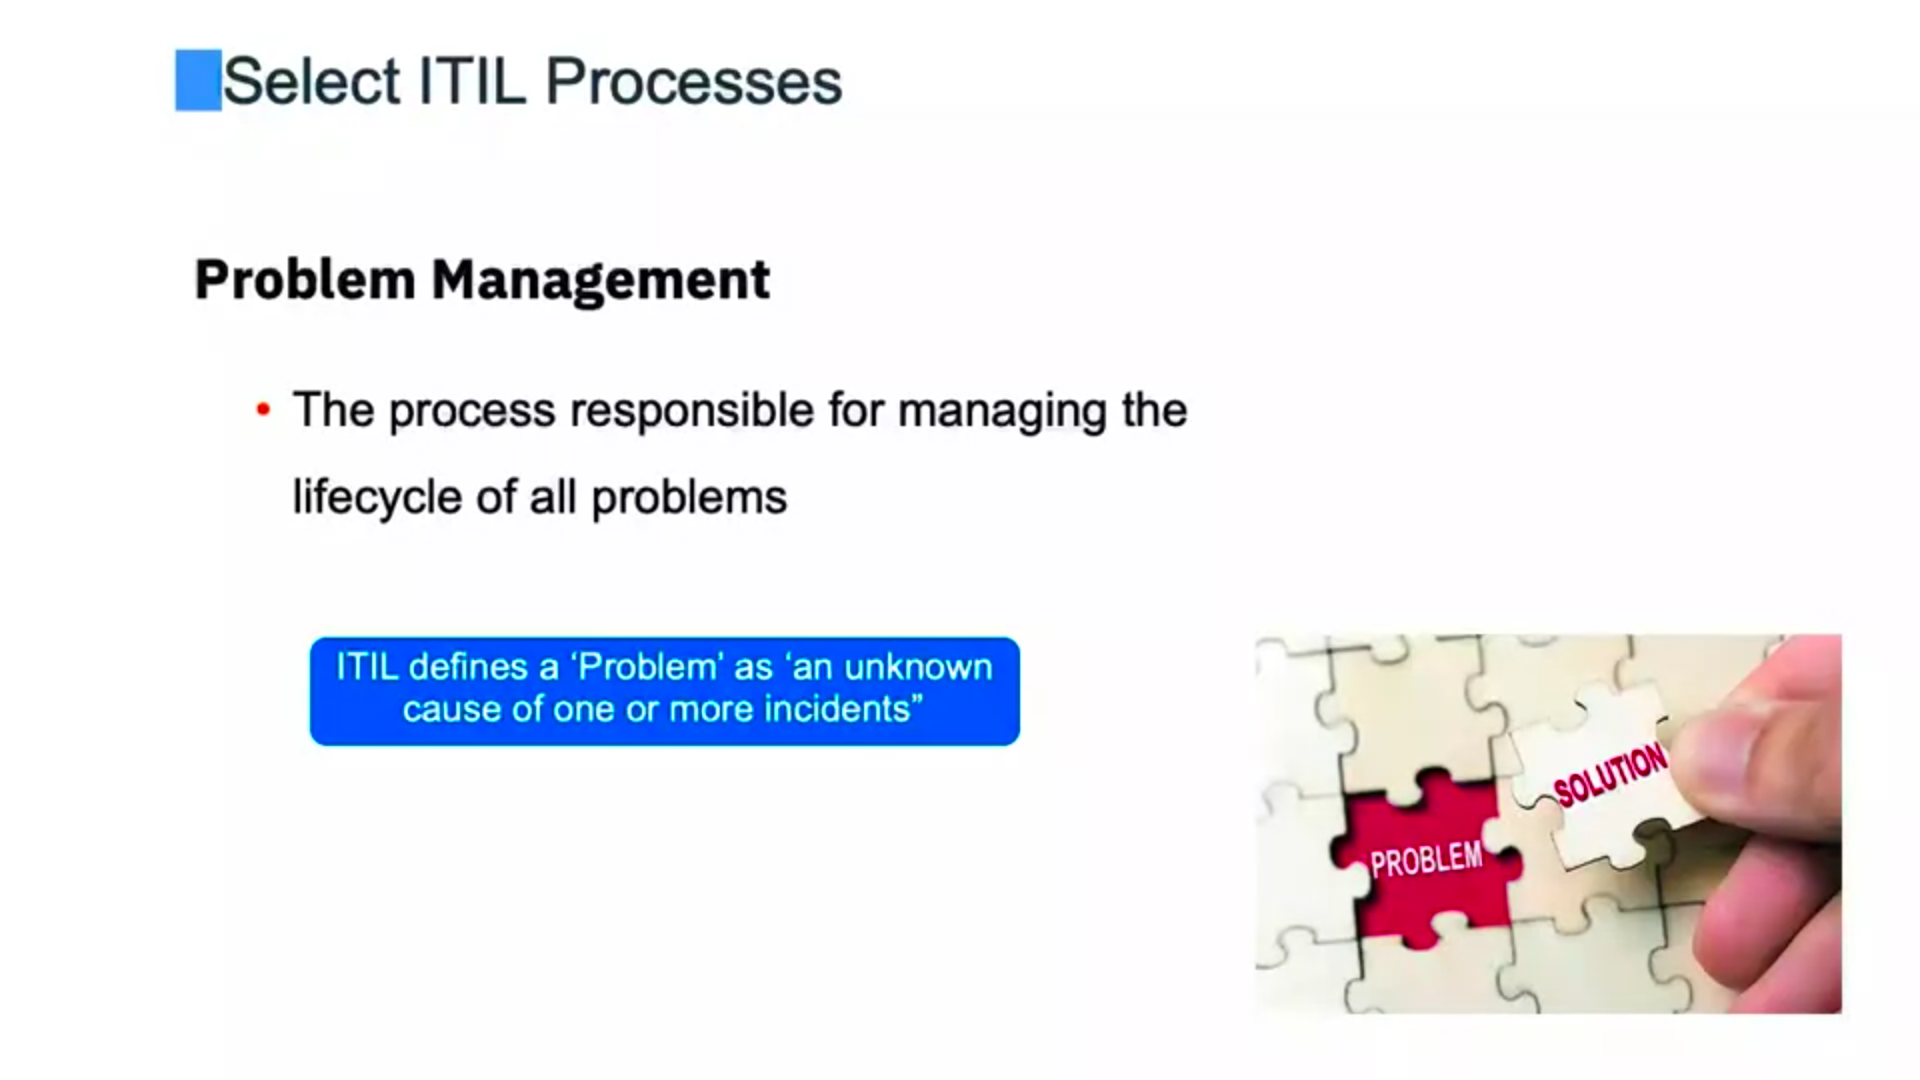 Select ITIL Processes
Problem Management
• The process responsible for managing the
lifecycle of all problems
ITIL defines a ‘Problem’ as ‘an unknown
cause of one or more incidents”
SOLUTION
PROBLEM